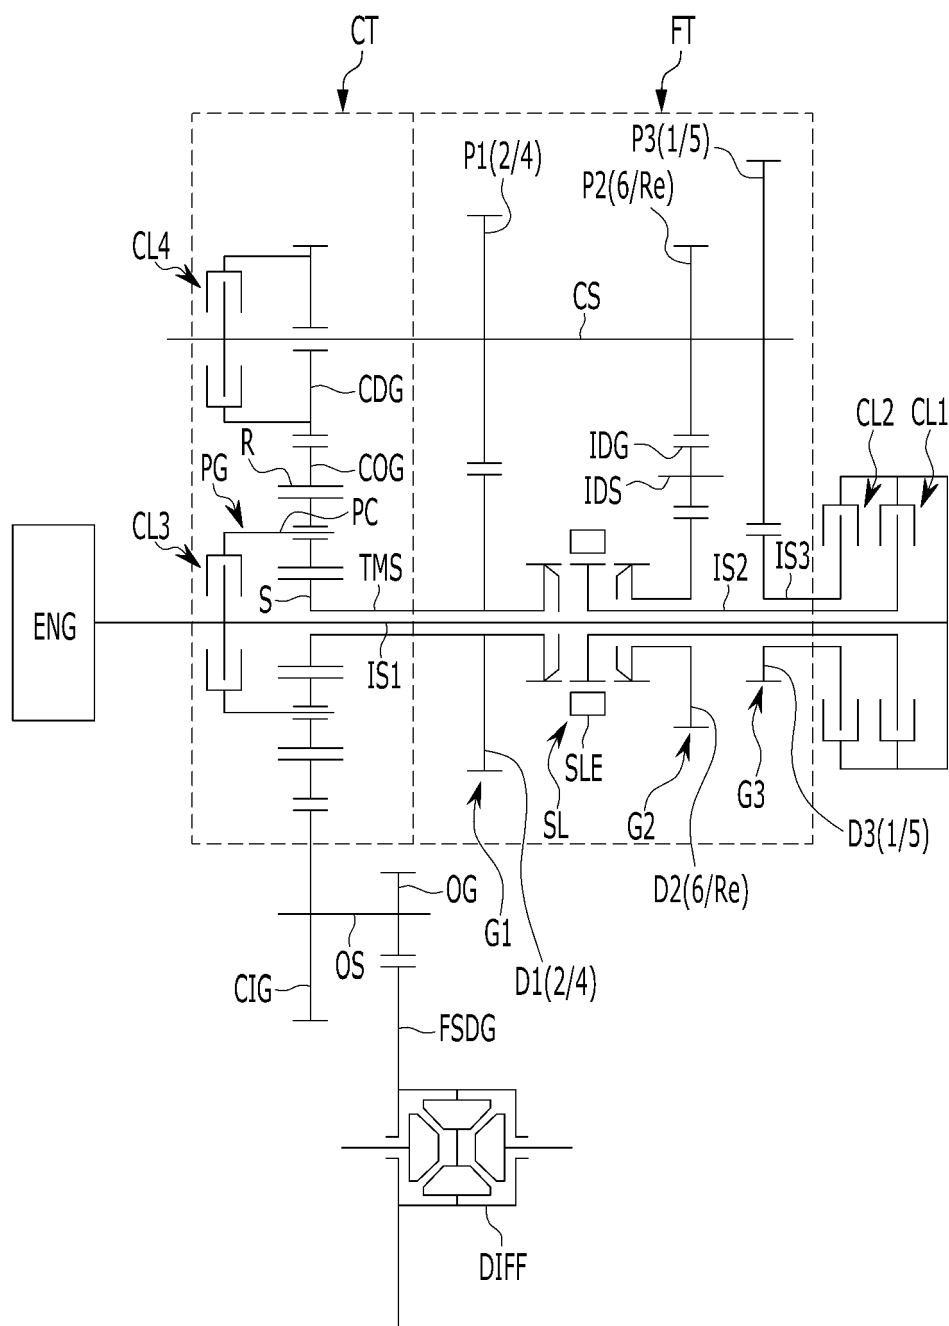 CT
FT
P3(1/5)
P1(2/4)
P2(6/Re)
CL4
CS
CDG
CL2
CL1
R
IDG
COG
PG
IDS
PC
CL3
IS3
TMS
IS2
S
ENG
IS1
SLE
G3
SL
G2
D3(1/5)
OG
D2(6/Re)
G1
OS
D1(2/4)
CIG
FSDG
DIFF